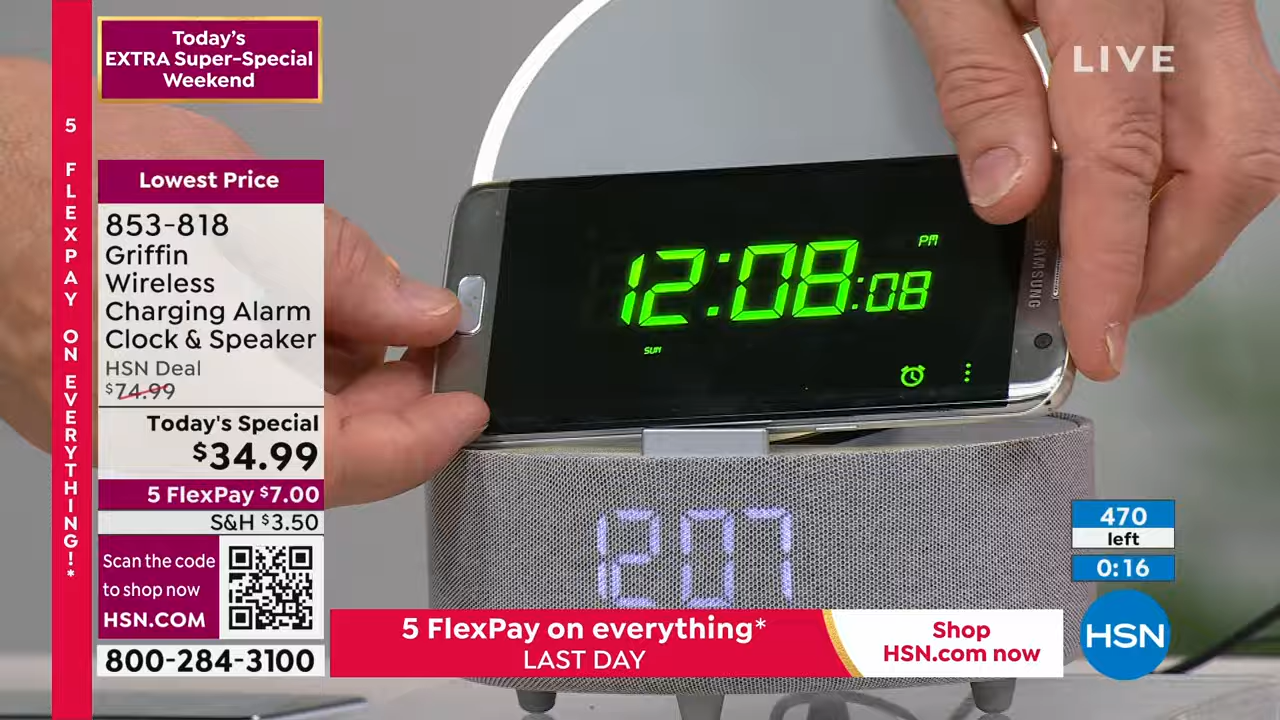 Today's
EXTRA Super-Special
Weekend
LIVE
5 FLEXPAY ON EVERYTHING!*
Lowest Price
853-818
Griffin
Wireless
Charging Alarm
Clock & Speaker
HSN Deal
$74.99
Today's Special
$34.99
5 FlexPay $7.00
S&H $3.50
Scan the code
to shop now
HSN.COM
800-284-3100
PM
12:08:08
SUN
SAMSUNG
12:07
470
left
0:16
5 FlexPay on everything*
LAST DAY
Shop
HSN.com now
HSN